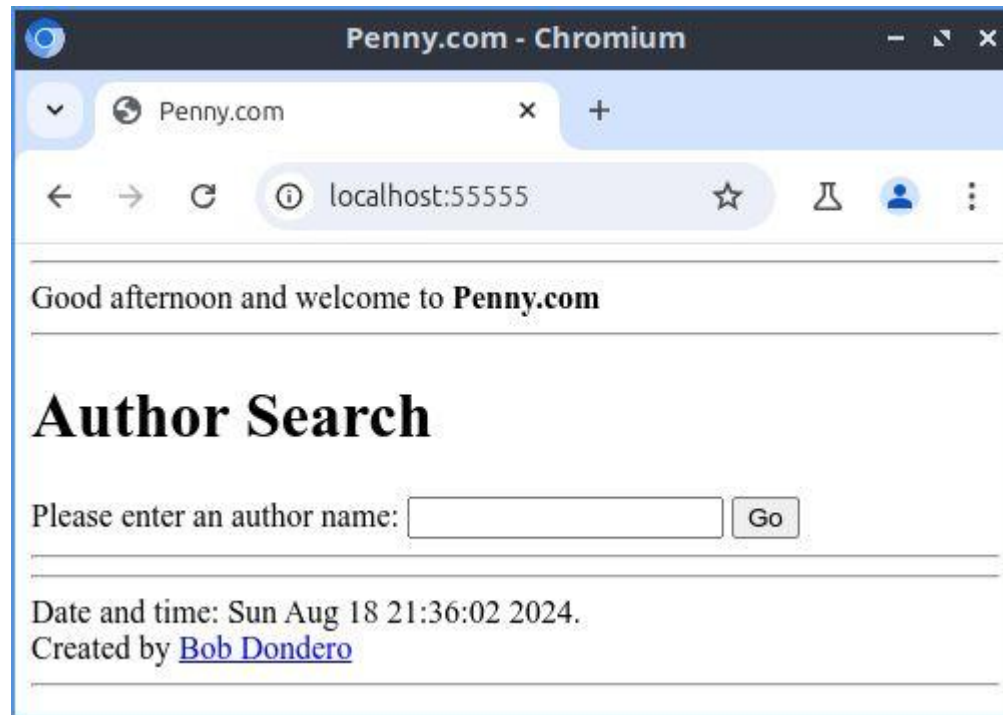 Penny.com - Chromium
Penny.com
localhost:55555
Good afternoon and welcome to Penny.com
Author Search
Please enter an author name: Go
Date and time: Sun Aug 18 21:36:02 2024.
Created by Bob Dondero